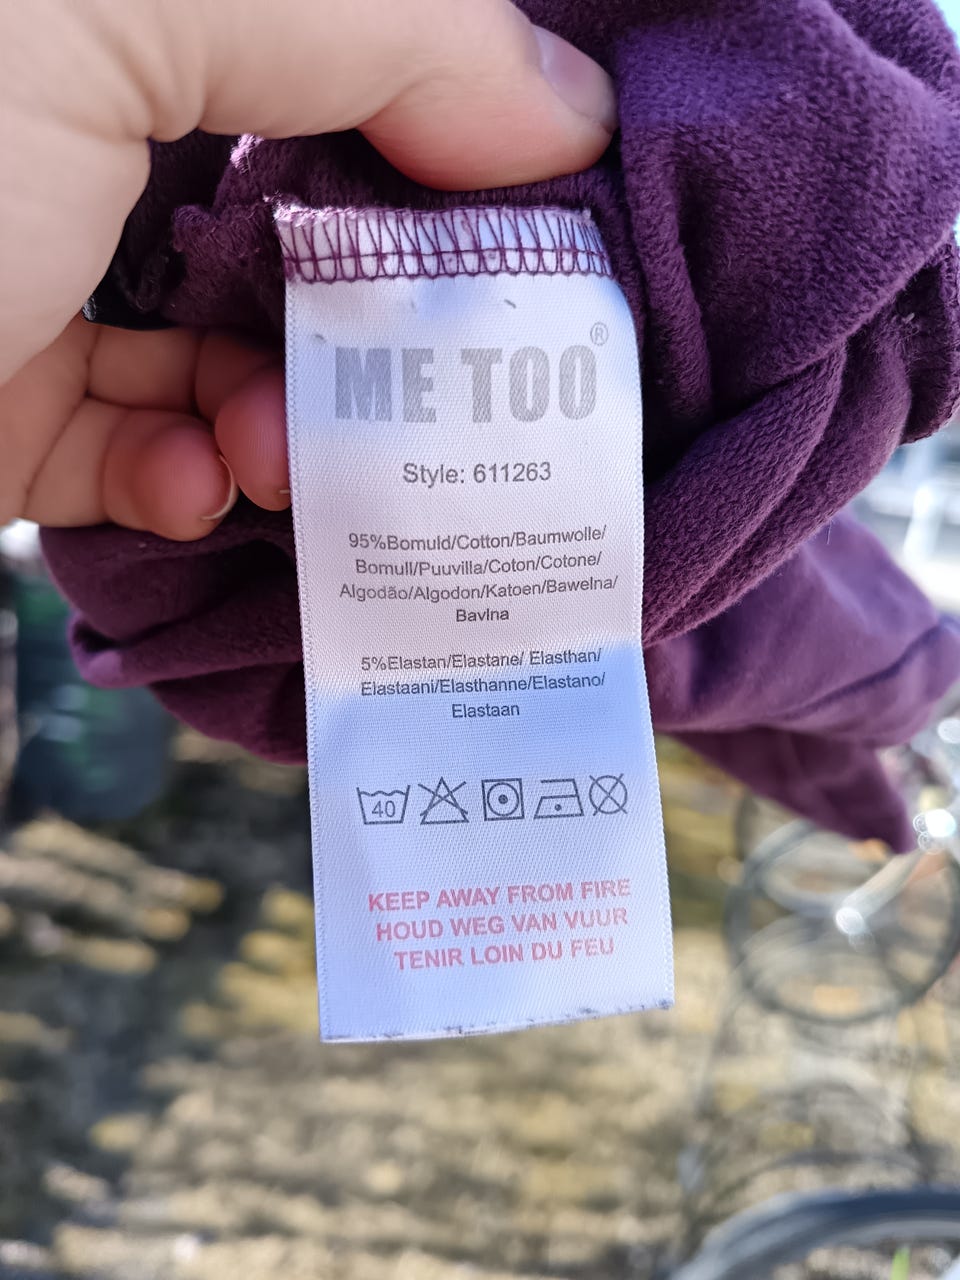 ME TOO®
Style: 611263
95%Bomuld/Cotton/Baumwolle/
Bomull/Puuvilla/Coton/Cotone/
Algodão/Algodon/Katoen/Bawelna/
Bavlna
5%Elastan/Elastane/ Elasthan/
Elastaani/Elasthanne/Elastano/
Elastaan
40
KEEP AWAY FROM FIRE
HOUD WEG VAN VUUR
TENIR LOIN DU FEU